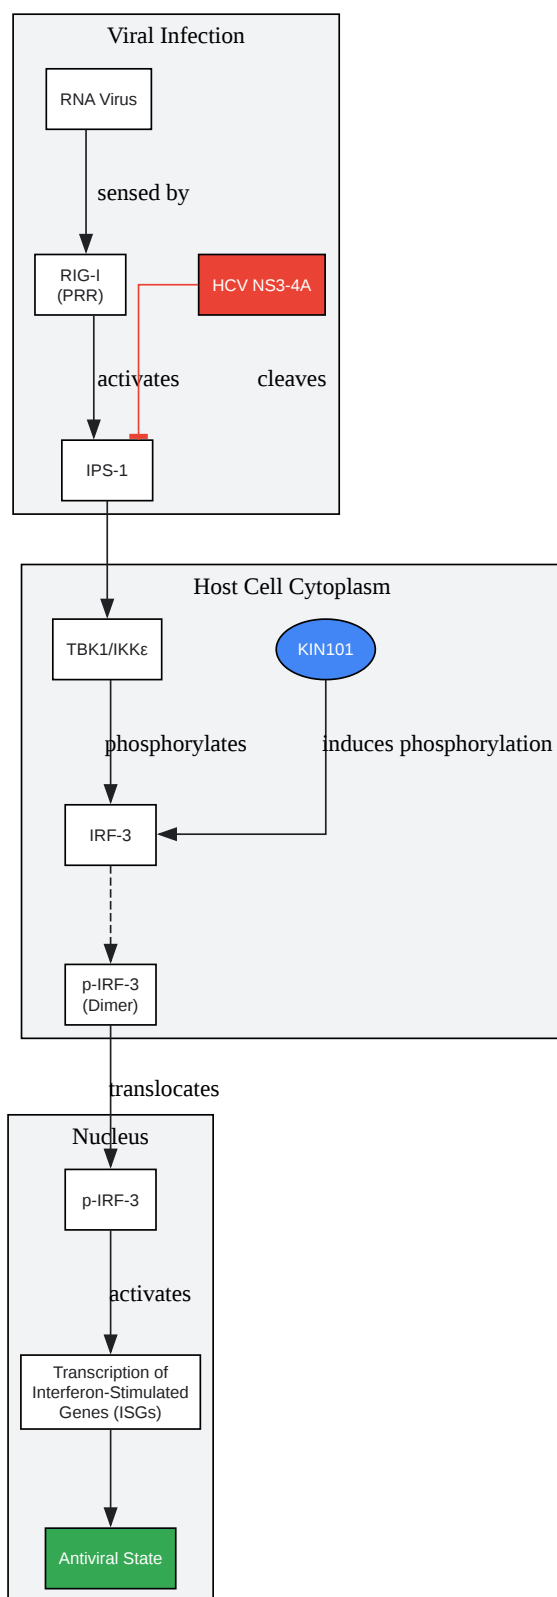 Viral Infection
RNA Virus
sensed by
RIG-I
(PRR)
HCV NS3-4A
activates
cleaves
IPS-1
Host Cell Cytoplasm
TBK1/IKKε
KIN101
phosphorylates
induces phosphorylation
IRF-3
p-IRF-3
(Dimer)
translocates
Nucleus
p-IRF-3
activates
Transcription of
Interferon-Stimulated
Genes (ISGs)
Antiviral State